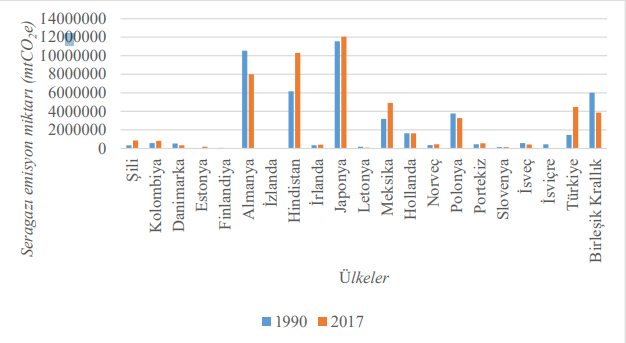 Seragazı emisyon miktarı (mtCO₂e)
14000000
12000000
10000000
8000000
6000000
4000000
2000000
0
Şili
Kolombiya
Danimarka
Estonya
Finlandiya
Almanya
İzlanda
Hindistan
İrlanda
Japonya
Letonya
Meksika
Hollanda
Norveç
Polonya
Portekiz
Slovenya
İsveç
İsviçre
Türkiye
Birleşik Krallık
Ülkeler
1990 2017